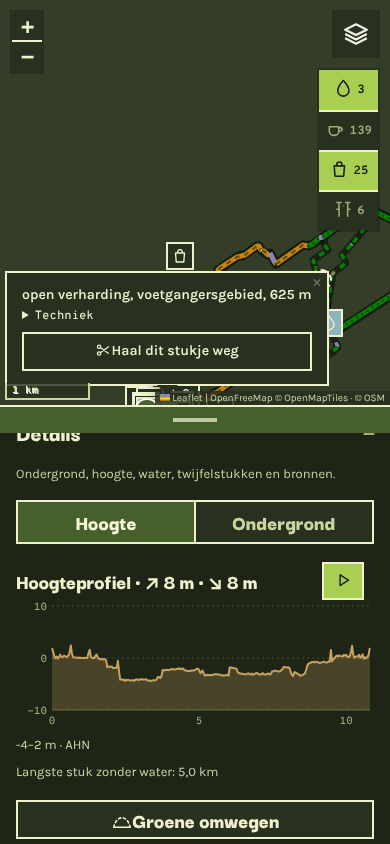 +
−
3
139
25
6
×
open verharding, voetgangersgebied, 625 m
▶ Techniek
Haal dit stukje weg
1 km
Leaflet | OpenFreeMap © OpenMapTiles · © OSM
Details
Ondergrond, hoogte, water, twijfelstukken en bronnen.
Hoogte
Ondergrond
Hoogteprofiel · ↗ 8 m · ↘ 8 m
10
0
−10
0 5 10
-4–2 m · AHN
Langste stuk zonder water: 5,0 km
Groene omwegen